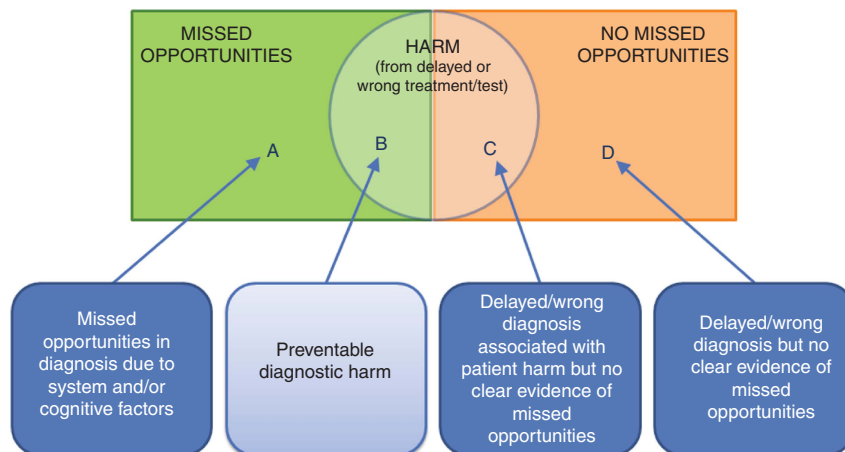 MISSED
OPPORTUNITIES
HARM
(from delayed or
wrong treatment/test)
NO MISSED
OPPORTUNITIES
A
B
C
D
Missed
opportunities in
diagnosis due to
system and/or
cognitive factors
Preventable
diagnostic harm
Delayed/wrong
diagnosis
associated with
patient harm but no
clear evidence of
missed
opportunities
Delayed/wrong
diagnosis but no
clear evidence of
missed
opportunities